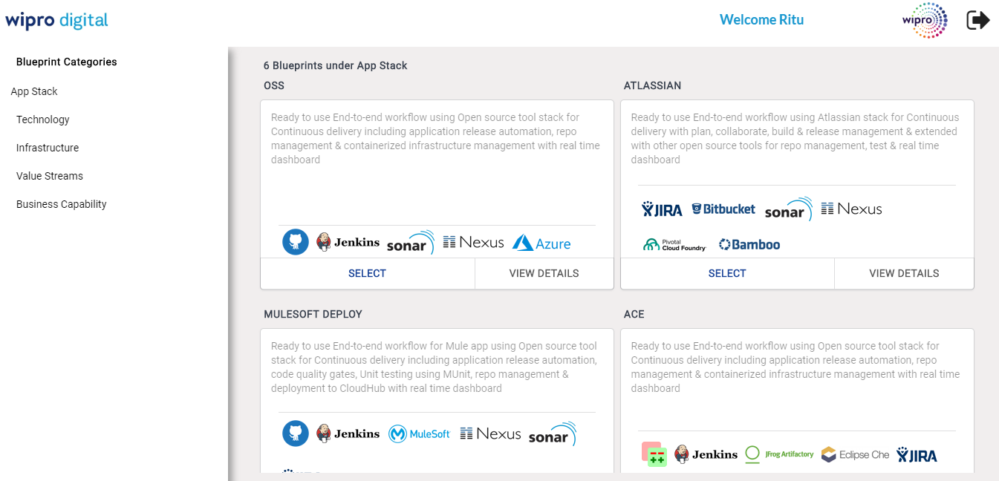 wipro digital
Welcome Ritu
wipro
Blueprint Categories
App Stack
Technology
Infrastructure
Value Streams
Business Capability
6 Blueprints under App Stack
OSS
Ready to use End-to-end workflow using Open source tool stack for
Continuous delivery including application release automation, repo
management & containerized infrastructure management with real time
dashboard
Jenkins sonar Nexus Azure
SELECT VIEW DETAILS
ATLASSIAN
Ready to use End-to-end workflow using Atlassian stack for Continuous
delivery with plan, collaborate, build & release management & extended
with other open source tools for repo management, test & real time
dashboard
JIRA Bitbucket sonar Nexus
Pivotal
Cloud Foundry
Bamboo
SELECT VIEW DETAILS
MULESOFT DEPLOY
Ready to use End-to-end workflow for Mule app using Open source tool
stack for Continuous delivery including application release automation,
code quality gates, Unit testing using MUnit, repo management &
deployment to CloudHub with real time dashboard
Jenkins MuleSoft Nexus sonar
ACE
Ready to use End-to-end workflow using Open source tool stack for
Continuous delivery including application release automation, repo
management & containerized infrastructure management with real time
dashboard
Jenkins JFrog Artifactory Eclipse Che JIRA